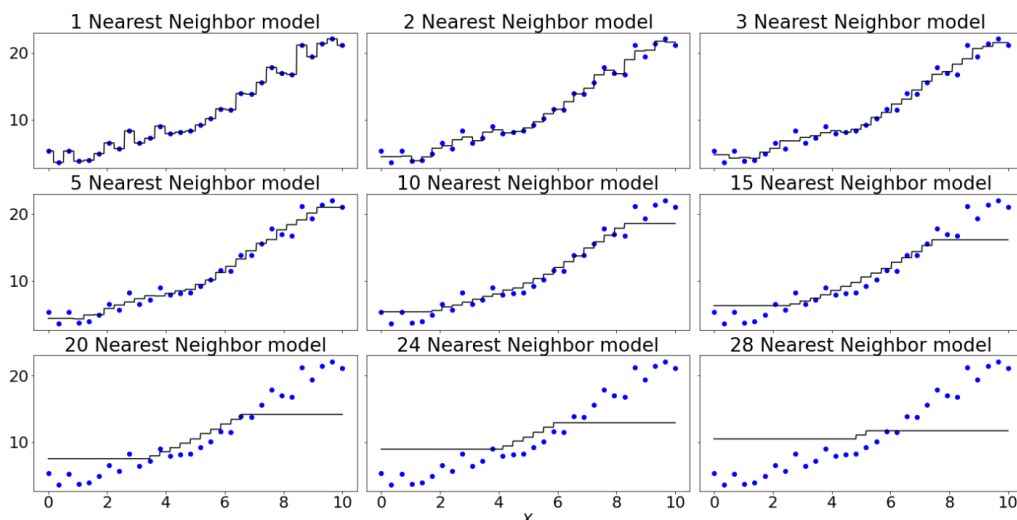 1 Nearest Neighbor model
2 Nearest Neighbor model
3 Nearest Neighbor model
20
10
5 Nearest Neighbor model
10 Nearest Neighbor model
15 Nearest Neighbor model
20
10
20 Nearest Neighbor model
24 Nearest Neighbor model
28 Nearest Neighbor model
20
10
0 2 4 6 8 10
0 2 4 6 8 10
0 2 4 6 8 10
x